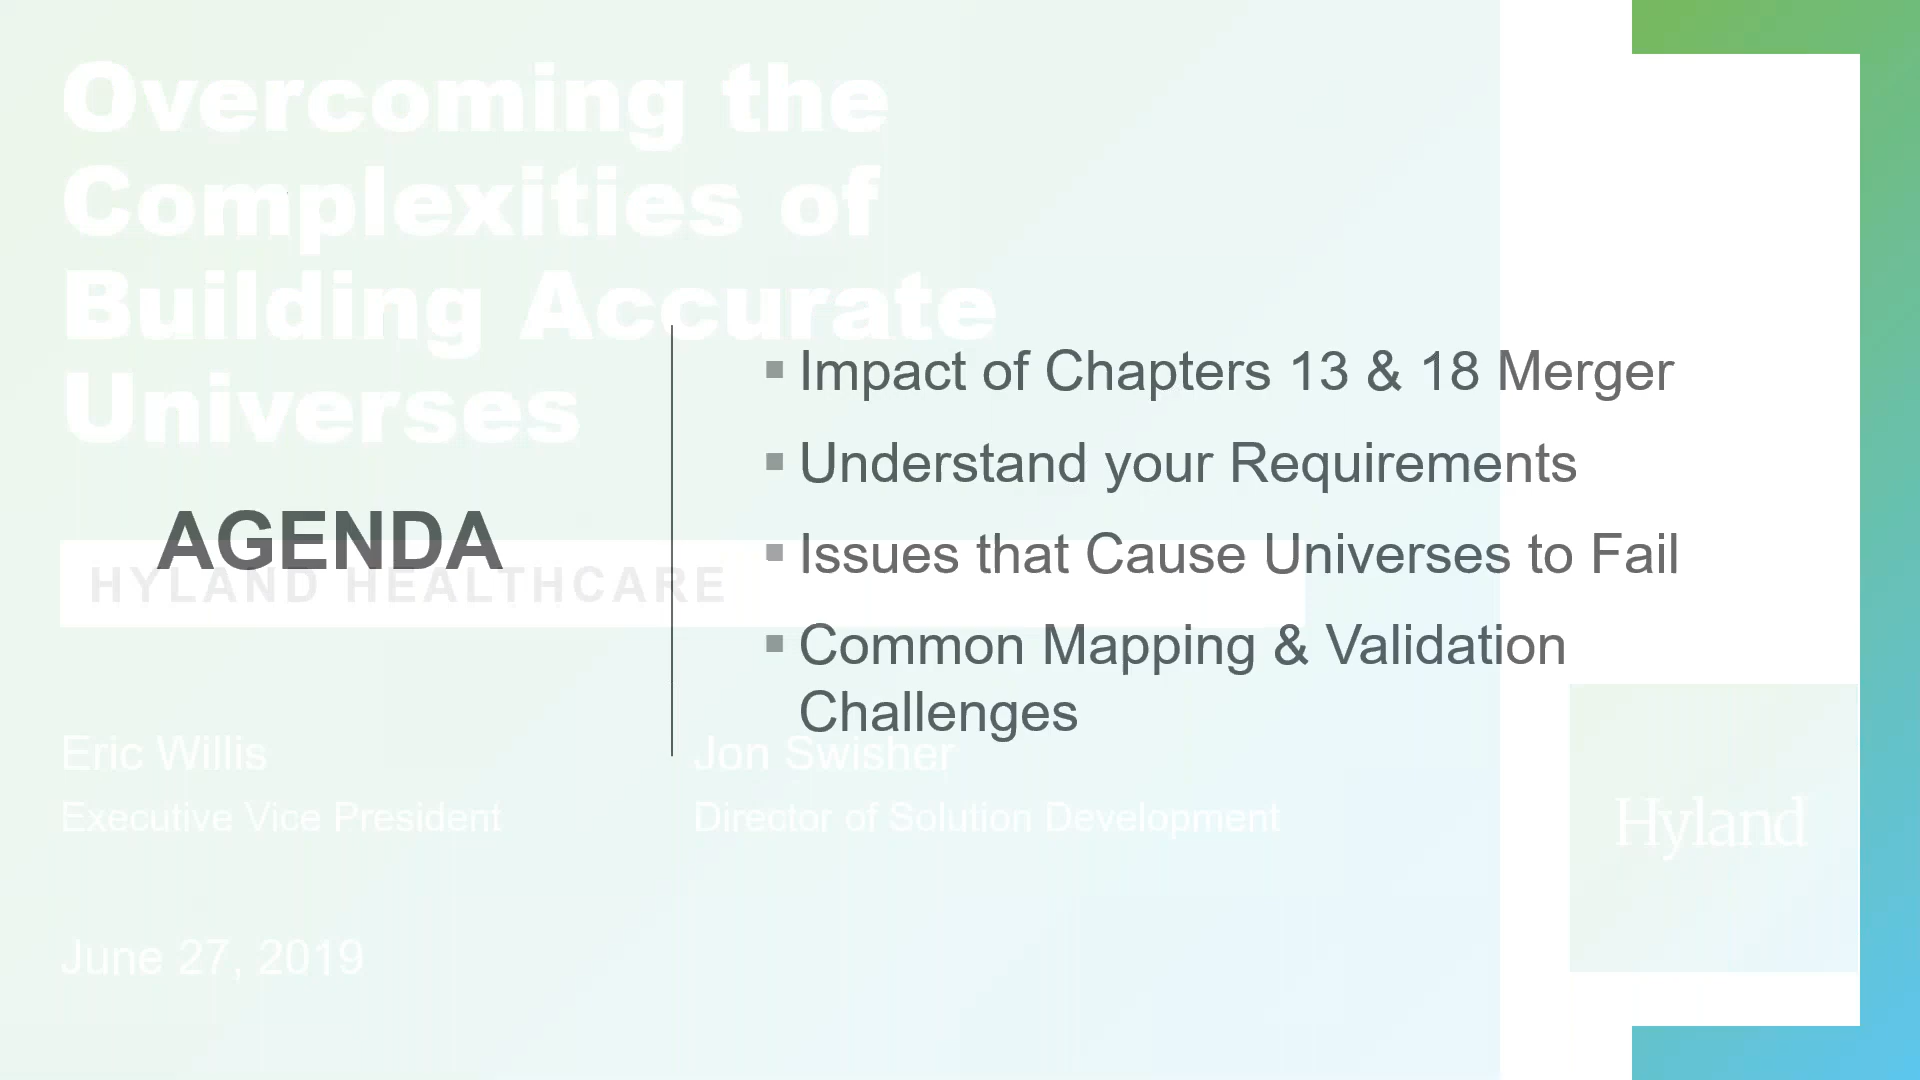 Overcoming the
Complexities of
Building Accurate
Universes
HYLAND HEALTHCARE
Eric Willis
Executive Vice President
Jon Swisher
Director of Solution Development
June 27, 2019
Hyland
AGENDA
Impact of Chapters 13 & 18 Merger
Understand your Requirements
Issues that Cause Universes to Fail
Common Mapping & Validation
Challenges